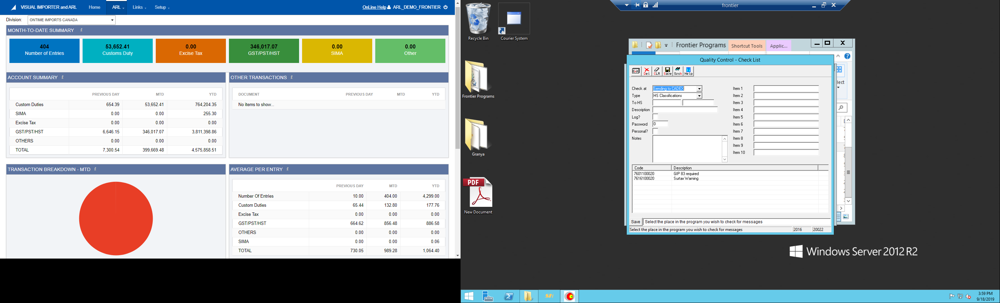 VISUAL IMPORTER and ARL Home ARL Links Setup OnLine Help ARL_DEMO_FRONTIER
Division: ONTIME IMPORTS CANADA
MONTH-TO-DATE SUMMARY
404 53,652.41 0.00 346,017.07 0.00 0.00
Number of Entries Customs Duty Excise Tax GST/PST/HST SIMA Other
ACCOUNT SUMMARY
PREVIOUS DAY MTD YTD
Custom Duties 654.39 53,652.41 764,204.35
SIMA 0.00 0.00 255.30
Excise Tax 0.00 0.00 0.00
GST/PST/HST 6,646.15 346,017.07 3,811,398.86
OTHERS 0.00 0.00 0.00
TOTAL 7,300.54 399,669.48 4,575,858.51
OTHER TRANSACTIONS
DOCUMENT PREVIOUS DAY MTD YTD
No items to show...
TRANSACTION BREAKDOWN - MTD
AVERAGE PER ENTRY
PREVIOUS DAY MTD YTD
Number Of Entries 10.00 404.00 4,299.00
Custom Duties 65.44 132.80 177.76
Excise Tax 0.00 0.00 0.00
GST/PST/HST 664.62 856.48 886.58
OTHERS 0.00 0.00 0.00
SIMA 0.00 0.00 0.06
TOTAL 730.05 989.28 1,064.40
frontier
Recycle Bin
Courier System
Frontier Programs
Granya
PDF
New Document
Frontier Programs Shortcut Tools Applic...
Quality Control - Check List
Exit Del CLR Save Srch Help
Check at Sending to CADEX
Type HS Classifications
To HS
Description
Log?
Password 0
Personal?
Notes
Item 1
Item 2
Item 3
Item 4
Item 5
Item 6
Item 7
Item 8
Item 9
Item 10
Code Description
7601100020 GIP 83 required
7616100020 Surtax Warning
Save Select the place in the program you wish to check for messages
Select the place in the program you wish to check for messages 2016 20022
lect
Windows Server 2012 R2
3:59 PM
9/18/2019